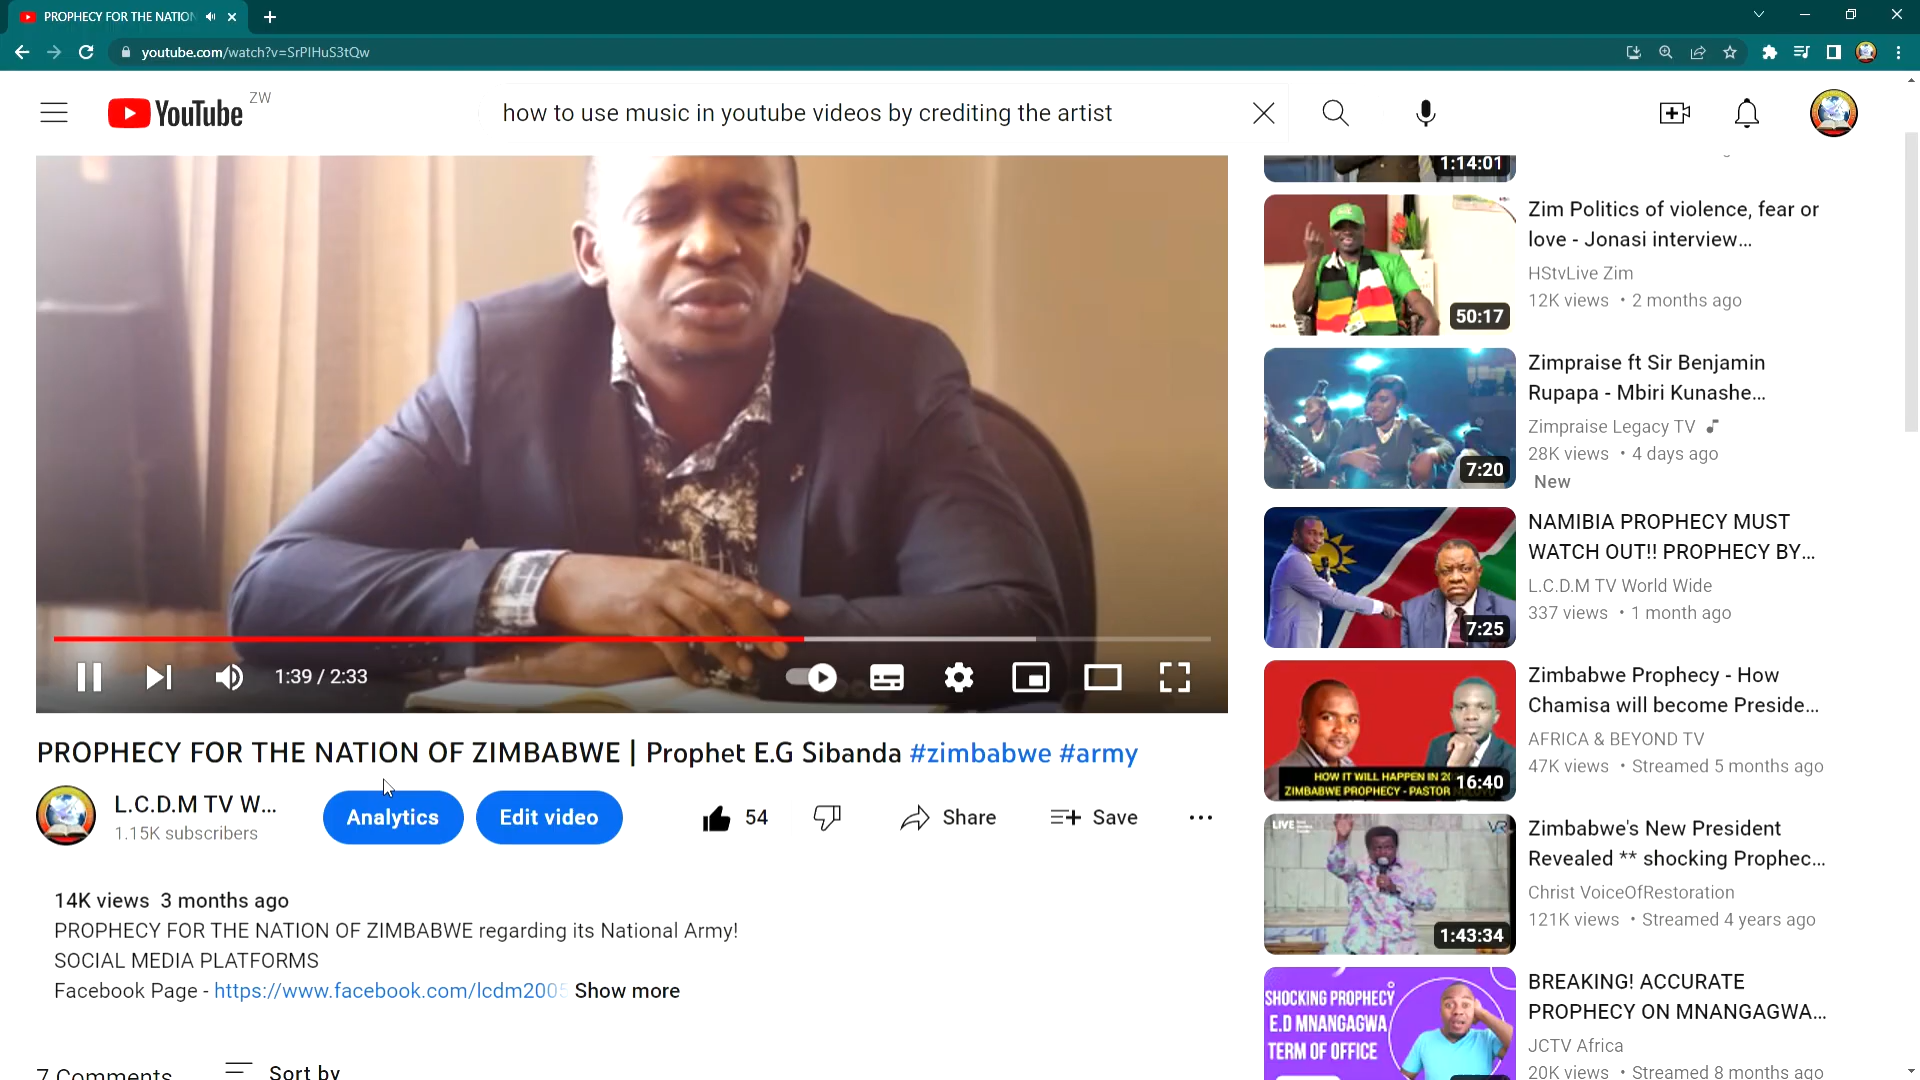 PROPHECY FOR THE NATION
youtube.com/watch?v=SrPlHuS3tQw
YouTube ZW
how to use music in youtube videos by crediting the artist
1:39 / 2:33
PROPHECY FOR THE NATION OF ZIMBABWE | Prophet E.G Sibanda #zimbabwe #army
L.C.D.M TV W...
1.15K subscribers
Analytics
Edit video
54
Share
Save
14K views 3 months ago
PROPHECY FOR THE NATION OF ZIMBABWE regarding its National Army!
SOCIAL MEDIA PLATFORMS
Facebook Page - https://www.facebook.com/lcdm2005 Show more
7 Comments
Sort by
1:14:01
50:17
Zim Politics of violence, fear or
love - Jonasi interview...
HStvLive Zim
12K views • 2 months ago
7:20
Zimpraise ft Sir Benjamin
Rupapa - Mbiri Kunashe...
Zimpraise Legacy TV
28K views • 4 days ago
New
7:25
NAMIBIA PROPHECY MUST
WATCH OUT!! PROPHECY BY...
L.C.D.M TV World Wide
337 views • 1 month ago
HOW IT WILL HAPPEN IN 20
ZIMBABWE PROPHECY - PASTOR
16:40
Zimbabwe Prophecy - How
Chamisa will become Preside...
AFRICA & BEYOND TV
47K views • Streamed 5 months ago
LIVE
VR
1:43:34
Zimbabwe's New President
Revealed ** shocking Prophec...
Christ VoiceOfRestoration
121K views • Streamed 4 years ago
SHOCKING PROPHECY
E.D MNANGAGWA
TERM OF OFFICE
BREAKING! ACCURATE
PROPHECY ON MNANGAGWA...
JCTV Africa
20K views • Streamed 8 months ago